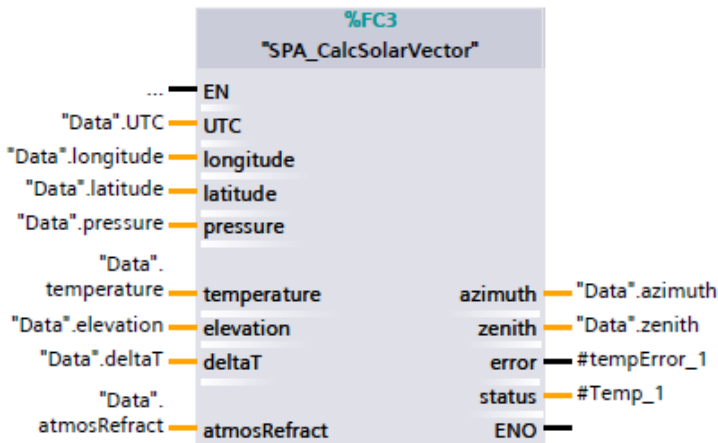 %FC3
"SPA_CalcSolarVector"
... EN
"Data".UTC UTC
"Data".longitude longitude
"Data".latitude latitude
"Data".pressure pressure
"Data".
temperature temperature azimuth "Data".azimuth
"Data".elevation elevation zenith "Data".zenith
"Data".deltaT deltaT error #tempError_1
status #Temp_1
"Data".
atmosRefract atmosRefract ENO